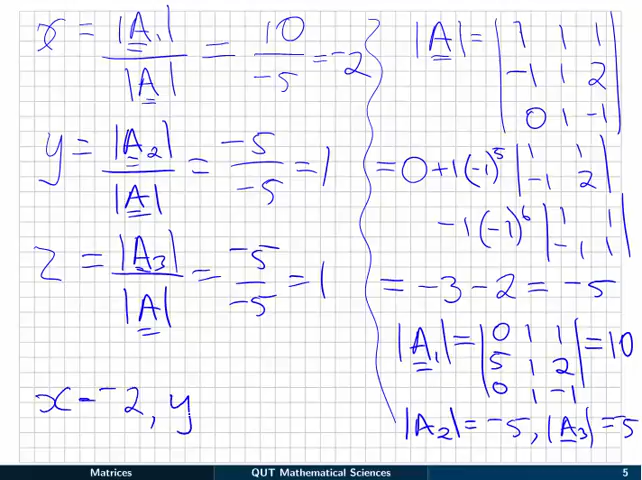 x = |A₁| / |A| = 10 / -5 = -2
y = |A₂| / |A| = -5 / -5 = 1
z = |A₃| / |A| = -5 / -5 = 1
x = -2, y
|A| = | 1 1 1 |
| -1 1 2 |
| 0 1 -1 |
= 0 + 1(-1)⁵ | 1 1 |
| -1 2 |
-1(-1)⁶ | 1 1 |
| -1 1 |
= -3 - 2 = -5
|A₁| = | 0 1 1 | = 10
| 5 1 2 |
| 0 1 -1 |
|A₂| = -5, |A₃| = -5
Matrices QUT Mathematical Sciences 5